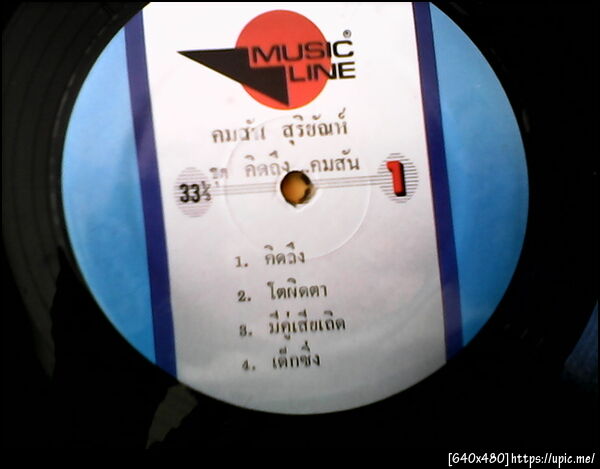 MUSIC®
LINE
คมสัน สุริยัณห์
ชุด คิดถึง...คมสัน
33⅓
1
1. คิดถึง
2. โตผิดตา
3. มีคู่เสียเถิด
4. เด็กซิ่ง
[640x480]https://upic.me/